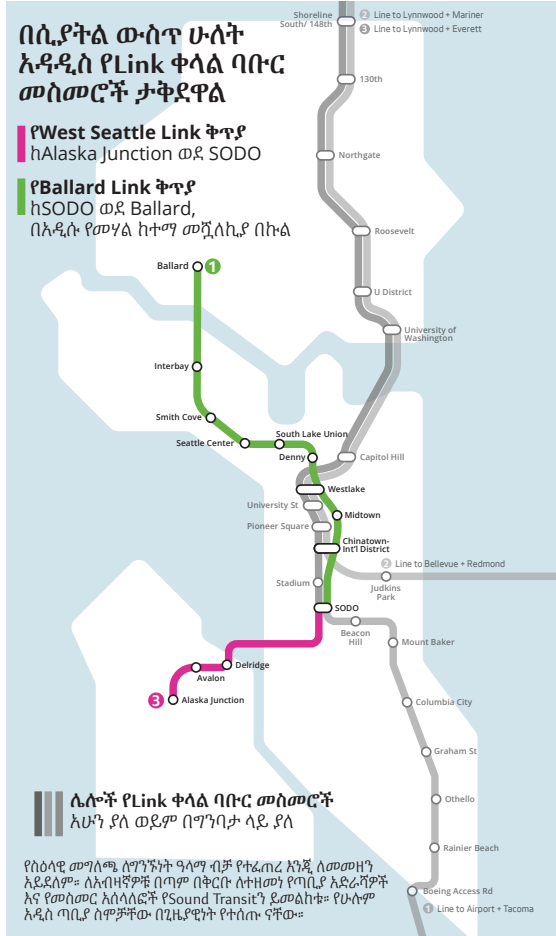 በሲያትል ውስጥ ሁለት
አዳዲስ የLink ቀላል ባቡር
መስመሮች ታቅደዋል
የWest Seattle Link ቅጥያ
ከAlaska Junction ወደ SODO
የBallard Link ቅጥያ
ከSODO ወደ Ballard,
በአዲሱ የመሃል ከተማ መሿለኪያ በኩል
Shoreline
South/ 148th
2 Line to Lynnwood + Mariner
3 Line to Lynnwood + Everett
130th
Northgate
Roosevelt
U District
University of
Washington
Ballard 1
Interbay
Smith Cove
Seattle Center
South Lake Union
Denny
Capitol Hill
Westlake
University St
Midtown
Pioneer Square
Chinatown-
Int'l District
2 Line to Bellevue + Redmond
Judkins
Park
Stadium
SODO
Beacon
Hill
Mount Baker
Delridge
Avalon
3 Alaska Junction
Columbia City
Graham St
Othello
Rainier Beach
Boeing Access Rd
1 Line to Airport + Tacoma
ሌሎች የLink ቀላል ባቡር መስመሮች
አሁን ያለ ወይም በግንባታ ላይ ያለ
የስዕላዊ መግለጫ ለግንኙነት ዓላማ ብቻ የተፈጠረ እንጂ ለመመዘን
አይደለም። ለአብዛኛዎቹ በጣም በቅርቡ ለተዘመነ የጣቢያ አድራሻዎች
እና የመስመር አሰላለፎች የSound Transitን ይመልከቱ። የሁሉም
አዲስ ጣቢያ ስሞቻቸው በጊዜያዊነት የተሰጡ ናቸው።